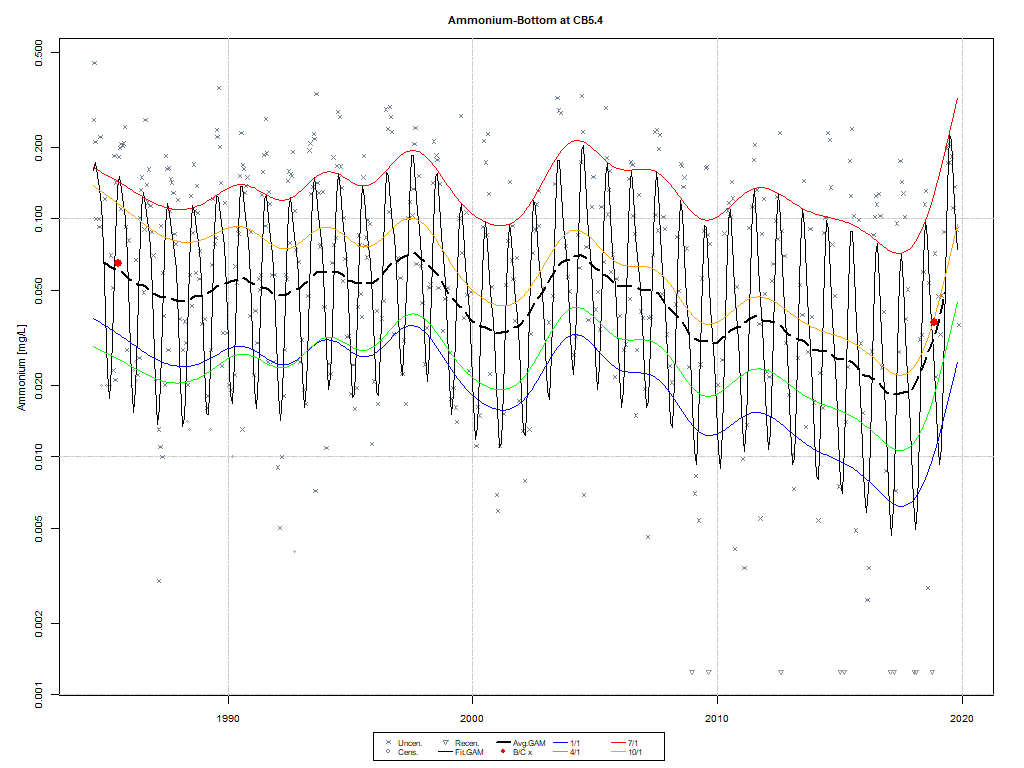 Ammonium-Bottom at CB5.4
Ammonium [mg/L]
0.500
0.200
0.100
0.050
0.020
0.010
0.005
0.002
0.001
1990 2000 2010 2020
Uncen. Recen. Avg.GAM 1/1 7/1
Cens. Fit.GAM B/C x 4/1 10/1